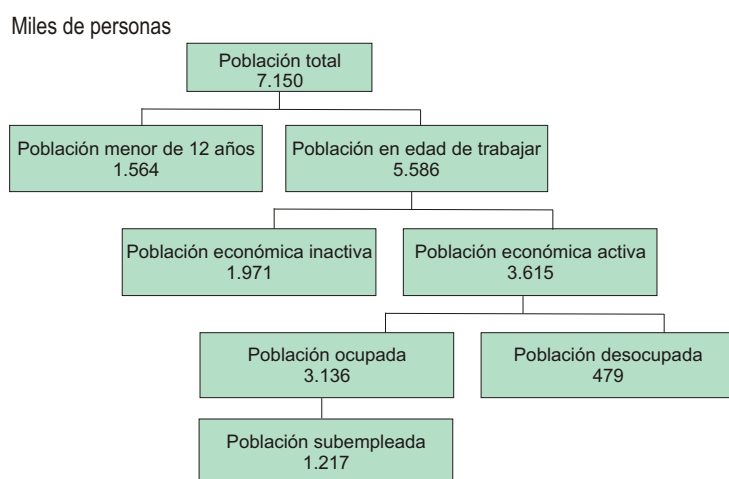 Miles de personas
Población total
7.150
Población menor de 12 años
1.564
Población en edad de trabajar
5.586
Población económica inactiva
1.971
Población económica activa
3.615
Población ocupada
3.136
Población desocupada
479
Población subempleada
1.217